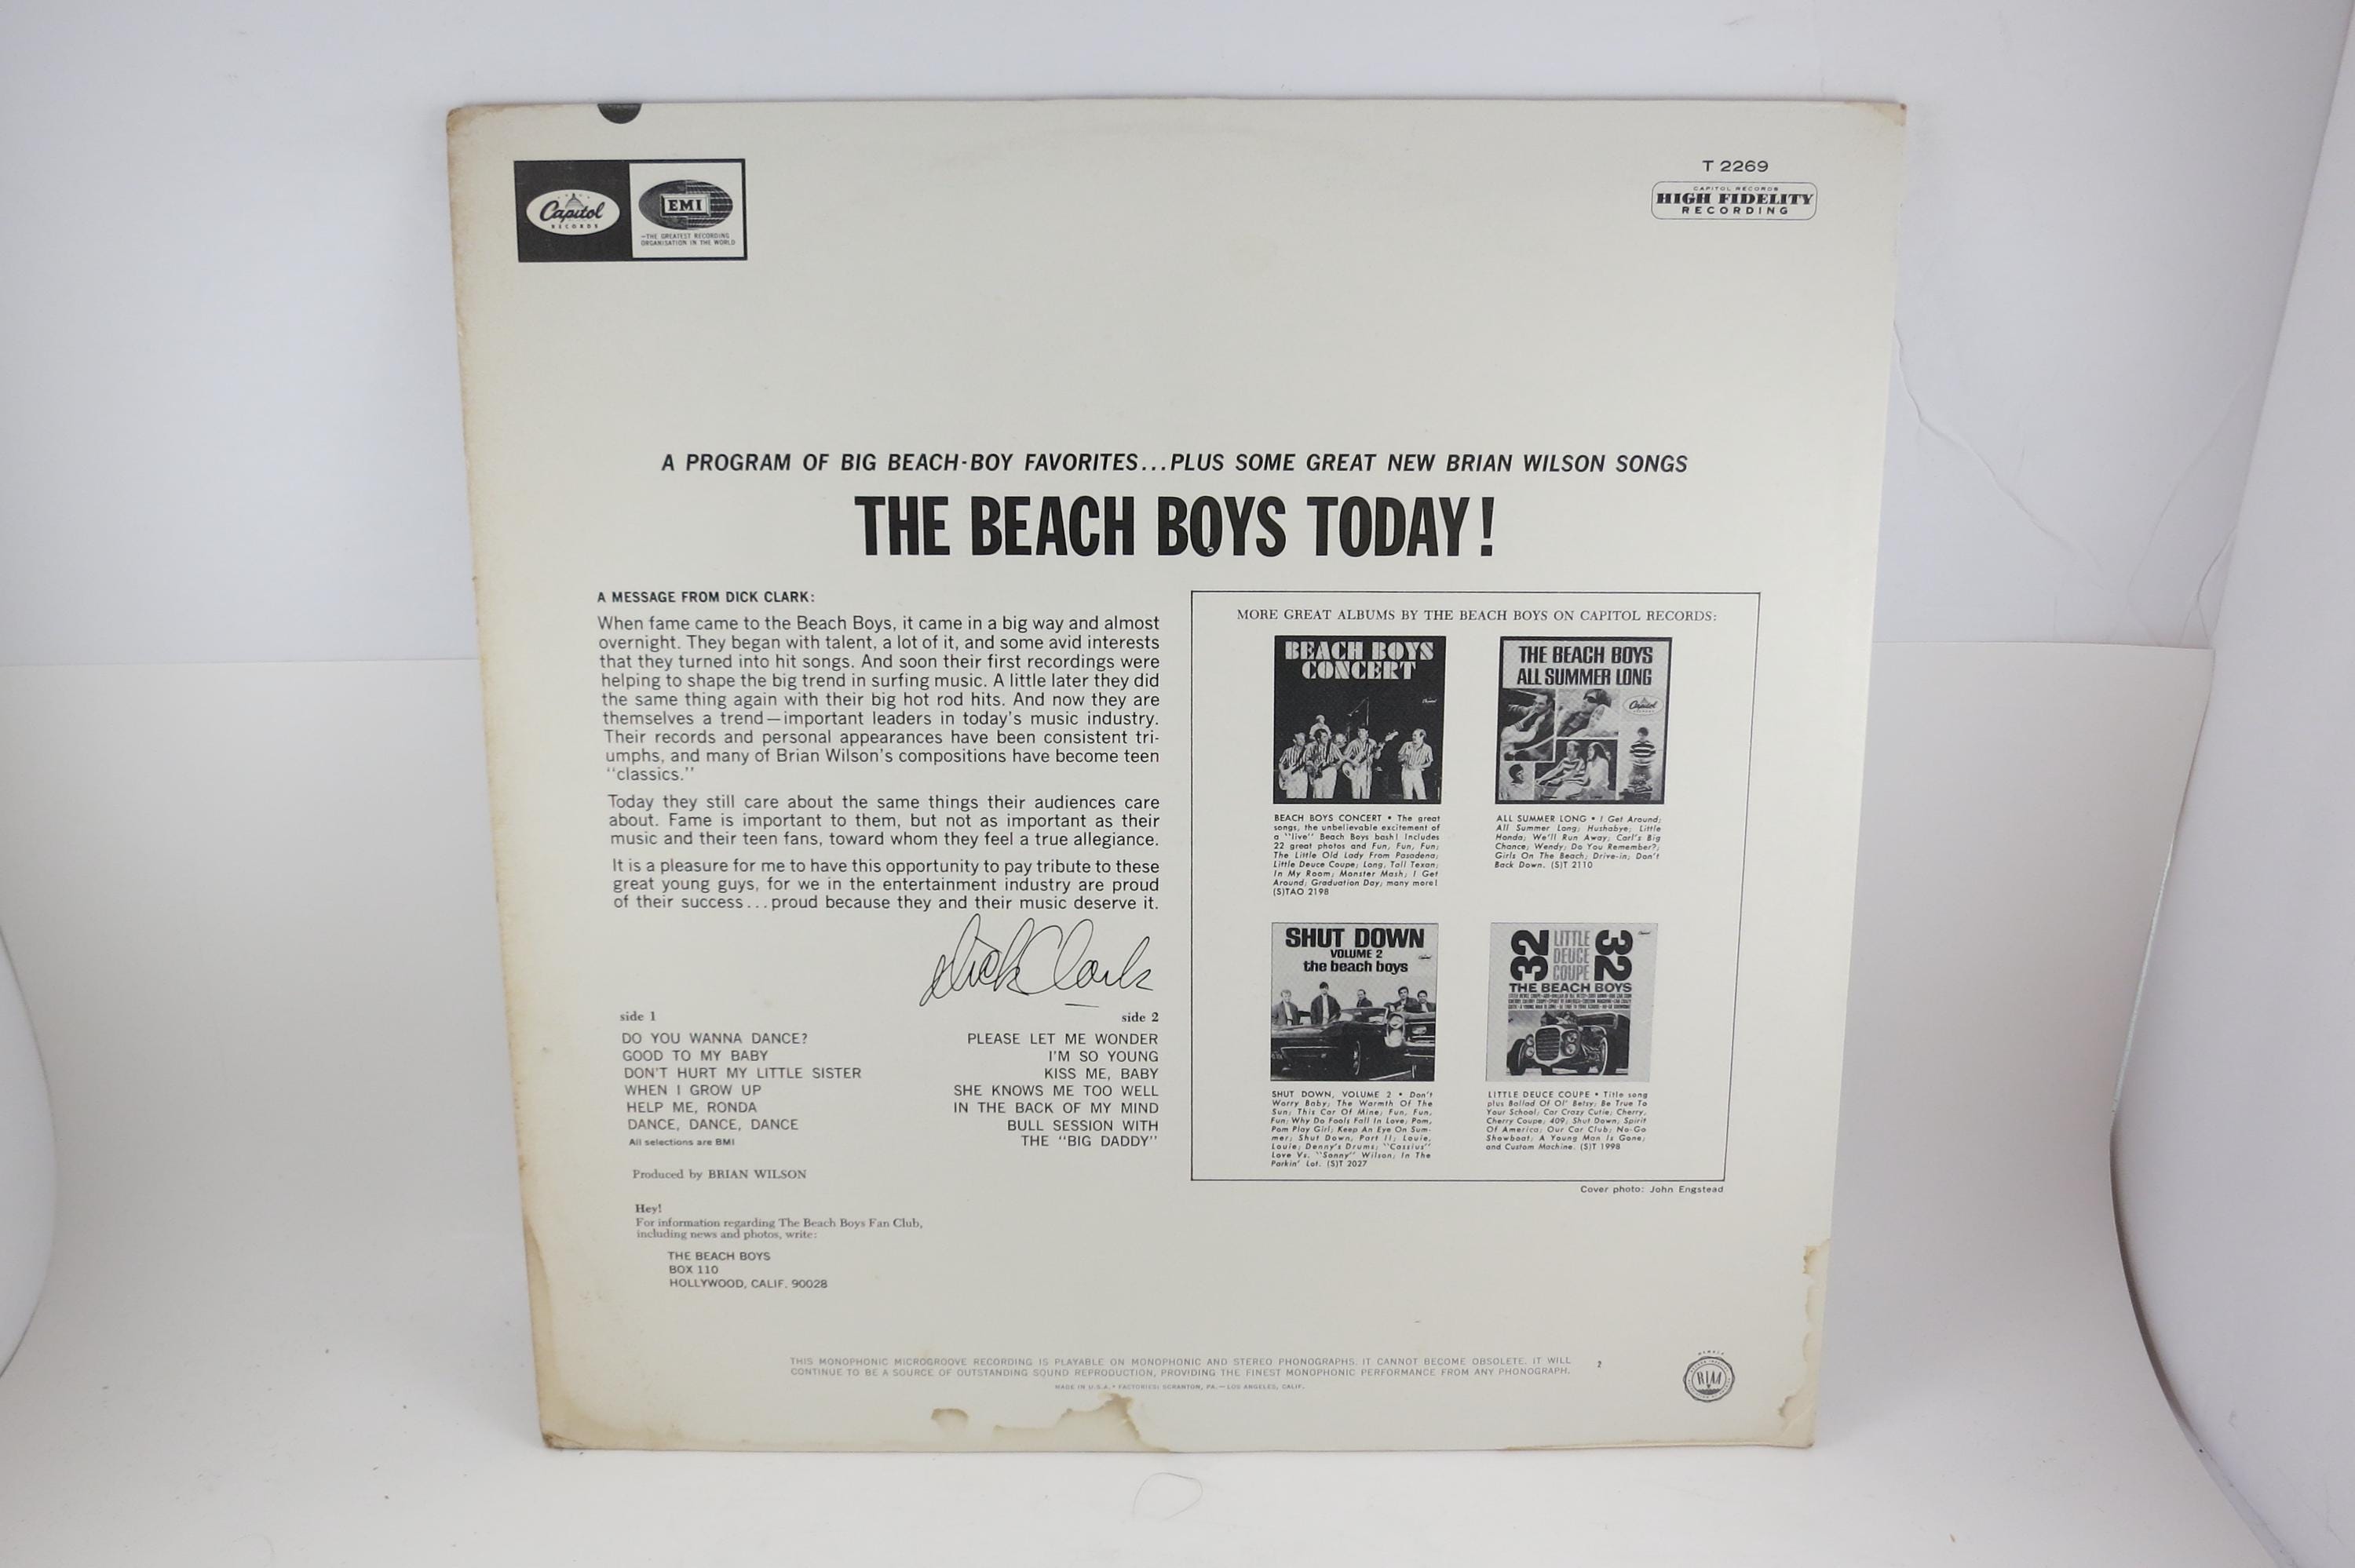 Capitol
RECORDS
EMI
—THE GREATEST RECORDING
ORGANISATION IN THE WORLD
T 2269
CAPITOL RECORDS
HIGH FIDELITY
RECORDING
A PROGRAM OF BIG BEACH-BOY FAVORITES...PLUS SOME GREAT NEW BRIAN WILSON SONGS
THE BEACH BOYS TODAY!
A MESSAGE FROM DICK CLARK:
When fame came to the Beach Boys, it came in a big way and almost
overnight. They began with talent, a lot of it, and some avid interests
that they turned into hit songs. And soon their first recordings were
helping to shape the big trend in surfing music. A little later they did
the same thing again with their big hot rod hits. And now they are
themselves a trend—important leaders in today's music industry.
Their records and personal appearances have been consistent tri-
umphs, and many of Brian Wilson's compositions have become teen
"classics."
Today they still care about the same things their audiences care
about. Fame is important to them, but not as important as their
music and their teen fans, toward whom they feel a true allegiance.
It is a pleasure for me to have this opportunity to pay tribute to these
great young guys, for we in the entertainment industry are proud
of their success...proud because they and their music deserve it.
Dick Clark
side 1
DO YOU WANNA DANCE?
GOOD TO MY BABY
DON'T HURT MY LITTLE SISTER
WHEN I GROW UP
HELP ME, RONDA
DANCE, DANCE, DANCE
All selections are BMI
side 2
PLEASE LET ME WONDER
I'M SO YOUNG
KISS ME, BABY
SHE KNOWS ME TOO WELL
IN THE BACK OF MY MIND
BULL SESSION WITH
THE "BIG DADDY"
Produced by BRIAN WILSON
Hey!
For information regarding The Beach Boys Fan Club,
including news and photos, write:
THE BEACH BOYS
BOX 110
HOLLYWOOD, CALIF. 90028
MORE GREAT ALBUMS BY THE BEACH BOYS ON CAPITOL RECORDS:
BEACH BOYS
CONCERT
BEACH BOYS CONCERT • The great
songs, the unbelievable excitement of
a "live" Beach Boys bash! Includes
22 great photos and Fun, Fun, Fun;
The Little Old Lady From Pasadena;
Little Deuce Coupe; Long, Tall Texan;
In My Room; Monster Mash; I Get
Around; Graduation Day; many more!
(S)TAO 2198
THE BEACH BOYS
ALL SUMMER LONG
Capitol
ALL SUMMER LONG • I Get Around;
All Summer Long; Hushabye; Little
Honda; We'll Run Away; Carl's Big
Chance; Wendy; Do You Remember?;
Girls On The Beach; Drive-in; Don't
Back Down. (S)T 2110
SHUT DOWN
VOLUME 2
the beach boys
SHUT DOWN, VOLUME 2 • Don't
Worry Baby; The Warmth Of The
Sun; This Car Of Mine; Fun, Fun,
Fun; Why Do Fools Fall In Love; Pom,
Pom Play Girl; Keep An Eye On Sum-
mer; Shut Down, Part II; Louie,
Louie; Denny's Drums; "Cassius"
Love Vs. "Sonny" Wilson; In The
Parkin' Lot. (S)T 2027
32
LITTLE
DEUCE
COUPE
32
THE BEACH BOYS
LITTLE DEUCE COUPE • Title song
plus Ballad Of Ol' Betsy; Be True To
Your School; Car Crazy Cutie; Cherry,
Cherry Coupe; 409; Shut Down; Spirit
Of America; Our Car Club; No-Go
Showboat; A Young Man Is Gone;
and Custom Machine. (S)T 1998
Cover photo: John Engstead
THIS MONOPHONIC MICROGROOVE RECORDING IS PLAYABLE ON MONOPHONIC AND STEREO PHONOGRAPHS. IT CANNOT BECOME OBSOLETE. IT WILL
CONTINUE TO BE A SOURCE OF OUTSTANDING SOUND REPRODUCTION, PROVIDING THE FINEST MONOPHONIC PERFORMANCE FROM ANY PHONOGRAPH.
2
MADE IN U.S.A. • FACTORIES: SCRANTON, PA.—LOS ANGELES, CALIF.
RIAA